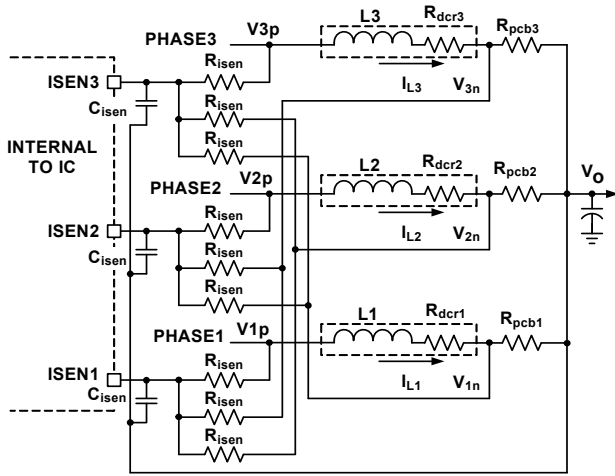 V3p L3 Rdcr3 Rpcb3
PHASE3
Risen
ISEN3
IL3 V3n
Cisen
Risen
Risen
INTERNAL
TO IC
V2p L2 Rdcr2 Rpcb2 Vo
PHASE2
Risen
ISEN2
IL2 V2n
Cisen
Risen
Risen
V1p L1 Rdcr1 Rpcb1
PHASE1
Risen
ISEN1
IL1 V1n
Cisen
Risen
Risen